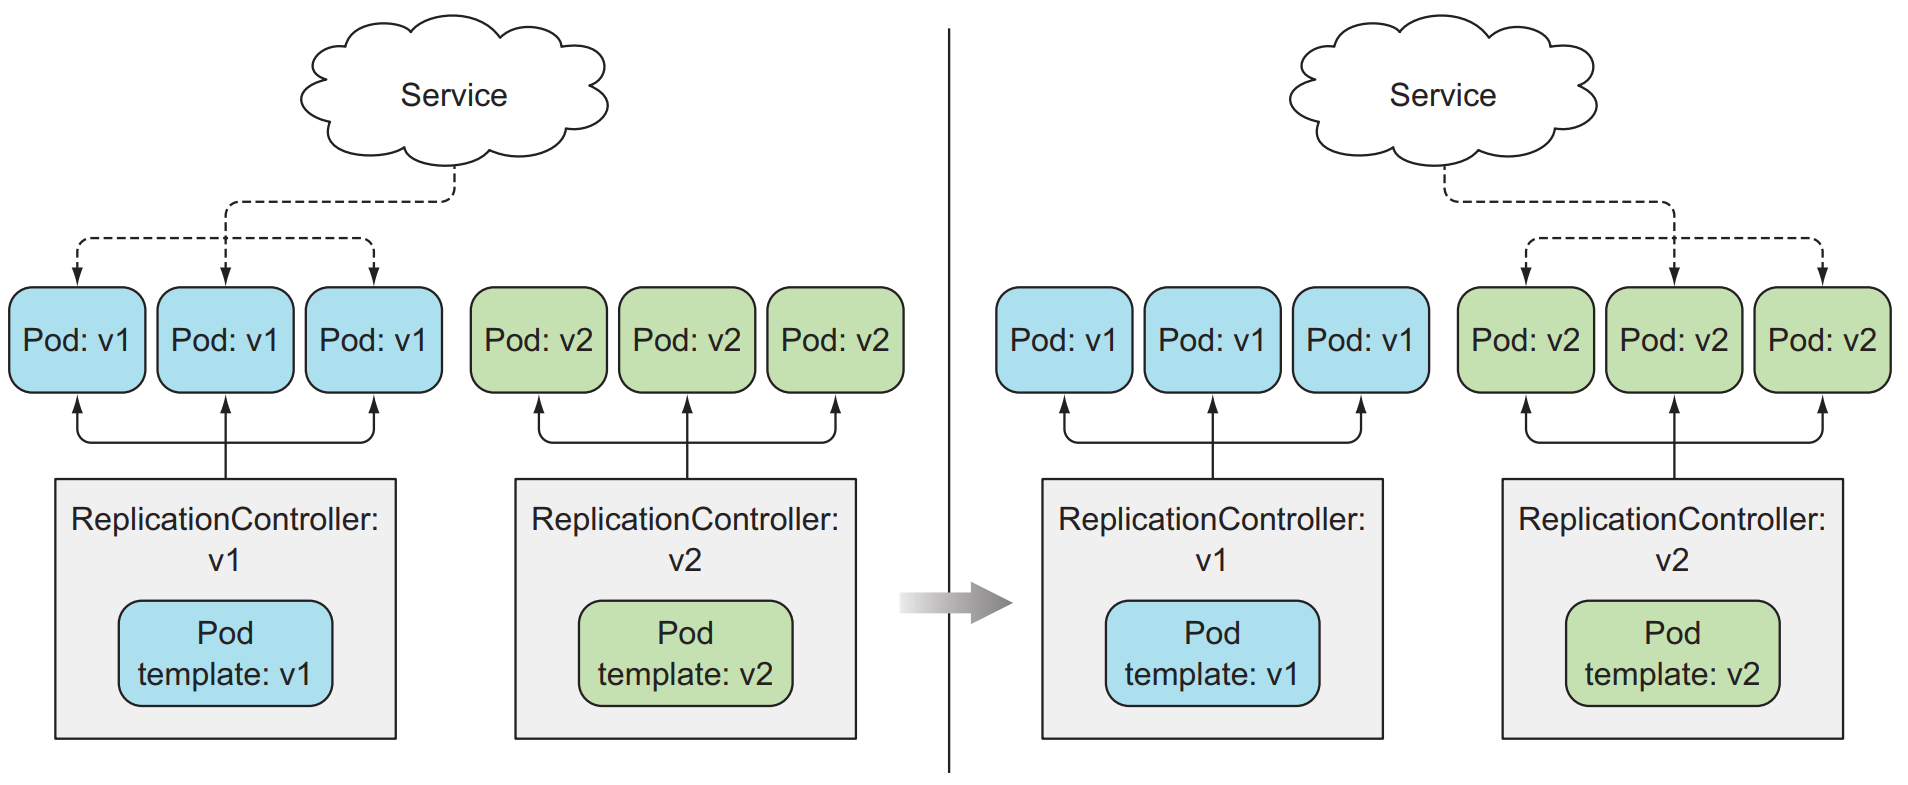 Service
Pod: v1
Pod: v1
Pod: v1
Pod: v2
Pod: v2
Pod: v2
ReplicationController:
v1
Pod
template: v1
ReplicationController:
v2
Pod
template: v2
Service
Pod: v1
Pod: v1
Pod: v1
Pod: v2
Pod: v2
Pod: v2
ReplicationController:
v1
Pod
template: v1
ReplicationController:
v2
Pod
template: v2